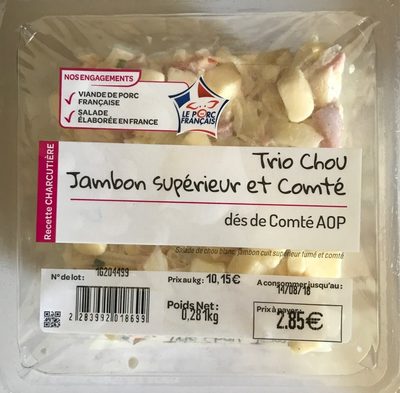 NOS ENGAGEMENTS
VIANDE DE PORC
FRANÇAISE
SALADE
ÉLABORÉE EN FRANCE
LE PORC
FRANÇAIS
Recette CHARCUTIÈRE
Trio Chou
Jambon supérieur et Comté
dés de Comté AOP
Salade de chou blanc, jambon cuit supérieur fumé et comté
N° de lot : 16204499
Prix au kg : 10,15€
A consommer jusqu'au :
14/08/18
Poids Net :
0,281kg
Prix à payer :
2.85€
2 283992 018699